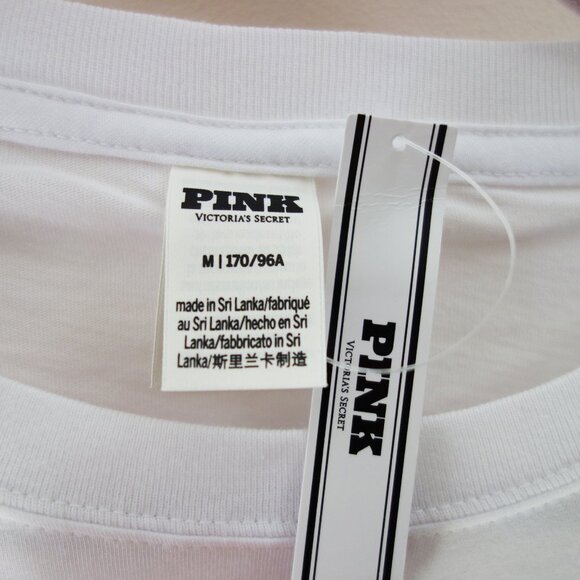 PINK
VICTORIA'S SECRET
M | 170/96A
made in Sri Lanka/fabriqué
au Sri Lanka/hecho en Sri
Lanka/fabbricato in Sri
Lanka/斯里兰卡制造
PINK
VICTORIA'S SECRET